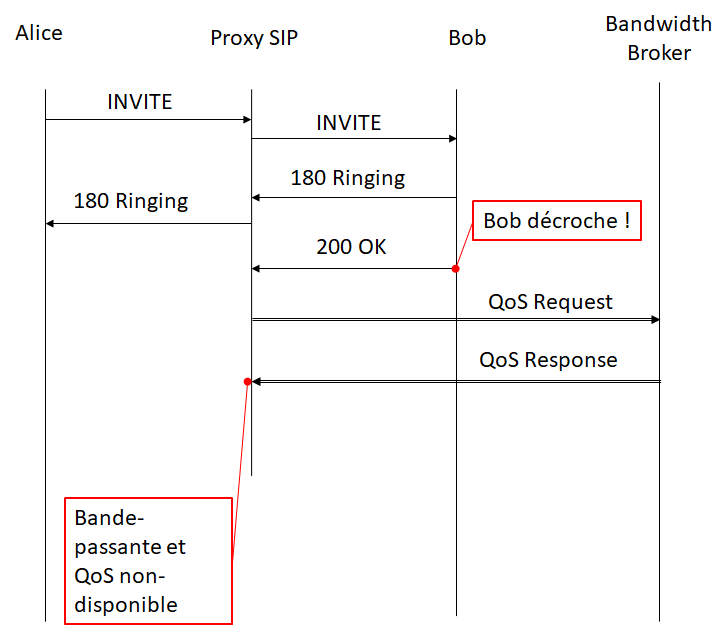 Alice
Proxy SIP
Bob
Bandwidth
Broker
INVITE
INVITE
180 Ringing
180 Ringing
Bob décroche !
200 OK
QoS Request
QoS Response
Bande-
passante et
QoS non-
disponible